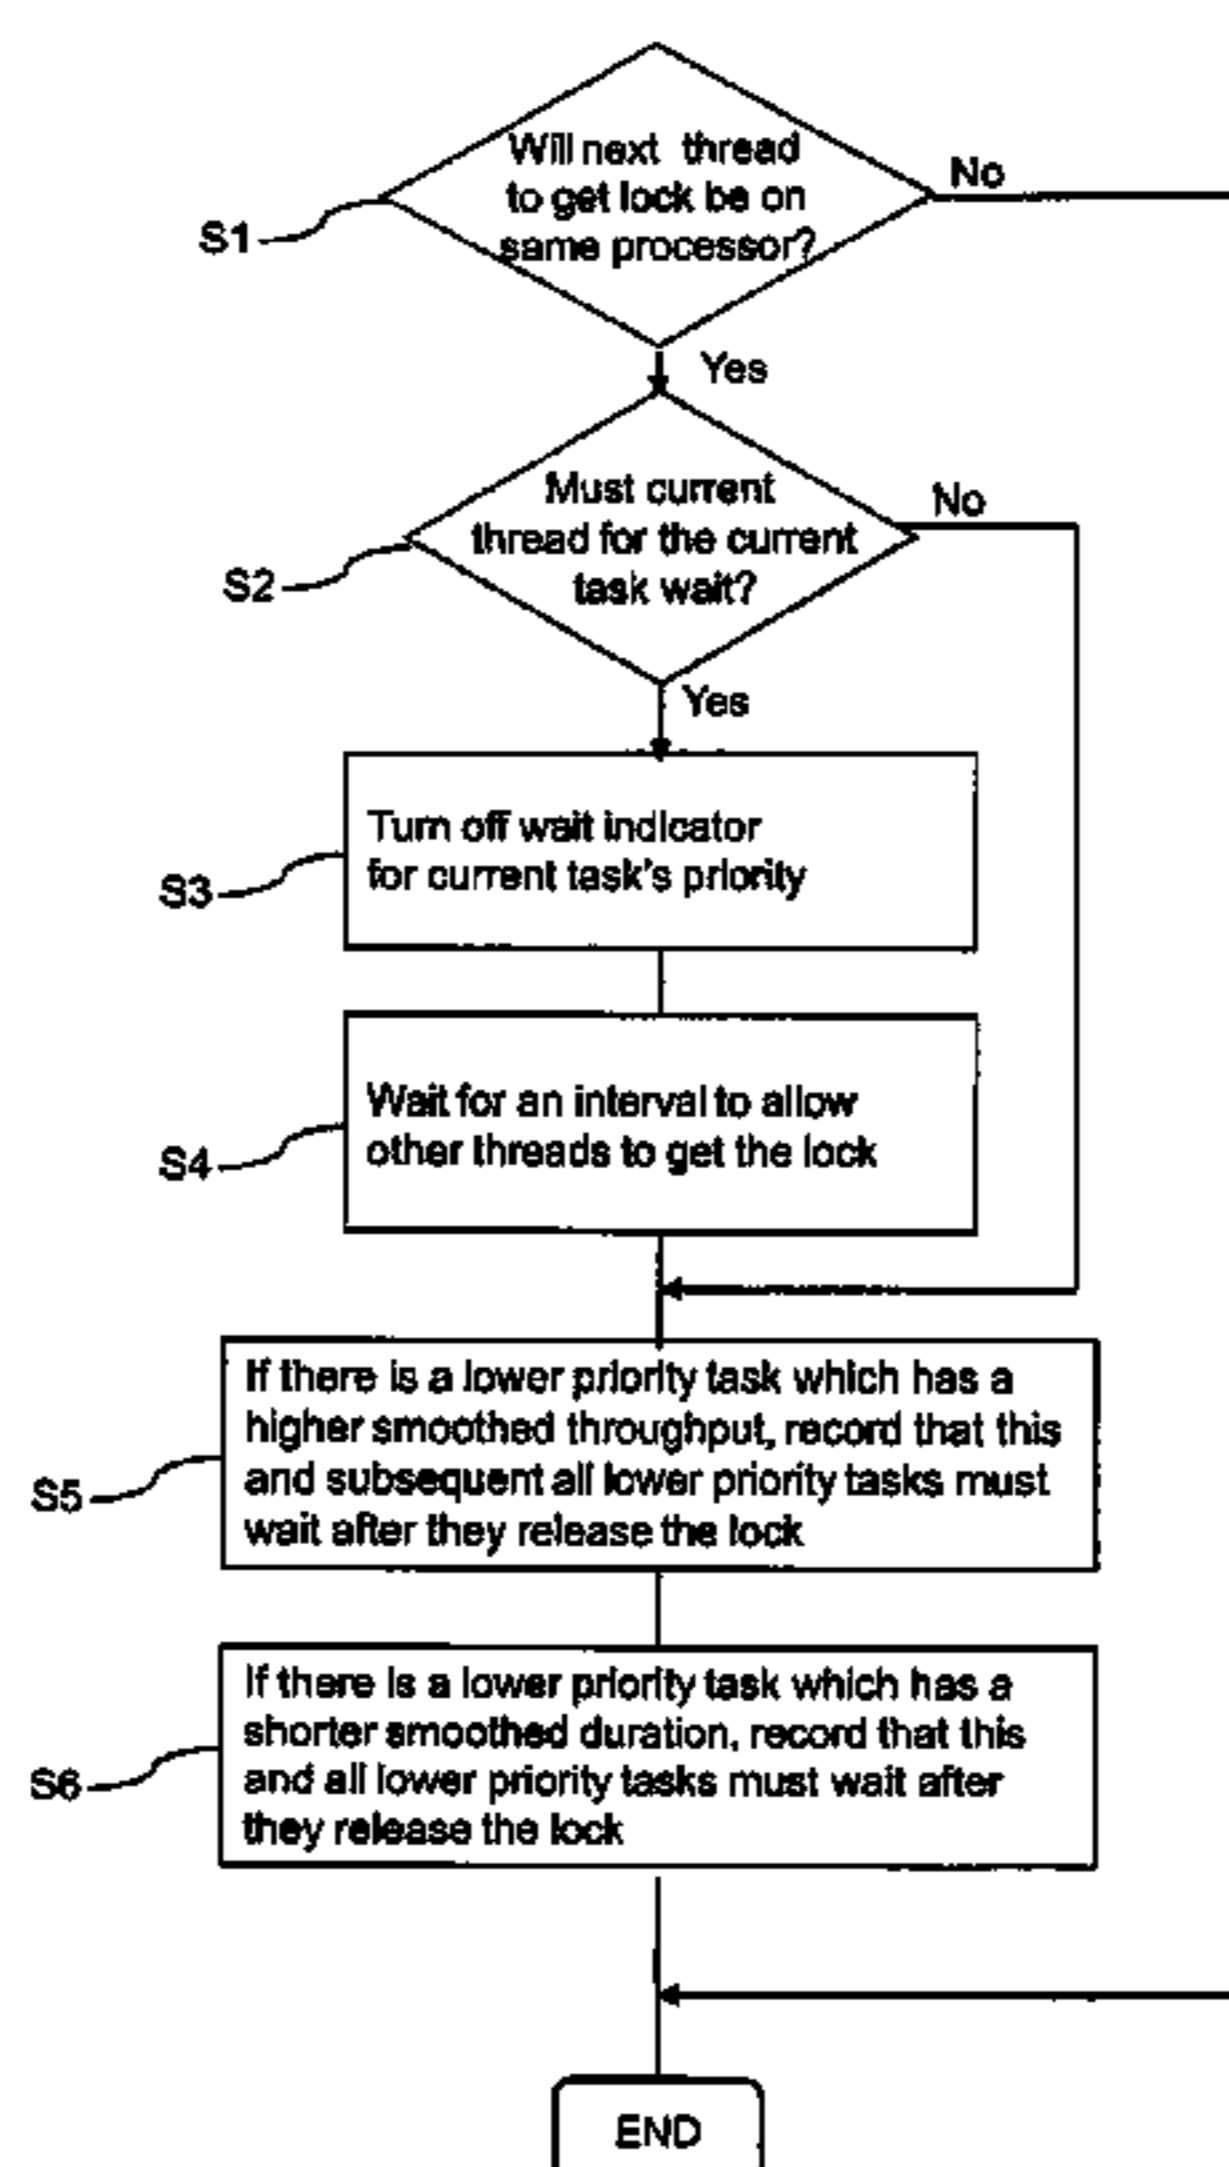 Will next thread
to get lock be on
same processor?
No
S1
Yes
Must current
thread for the current
task wait?
No
S2
Yes
Turn off wait indicator
for current task's priority
S3
Wait for an interval to allow
other threads to get the lock
S4
If there is a lower priority task which has a
higher smoothed throughput, record that this
and subsequent all lower priority tasks must
wait after they release the lock
S5
If there is a lower priority task which has a
shorter smoothed duration, record that this
and all lower priority tasks must wait after
they release the lock
S6
END